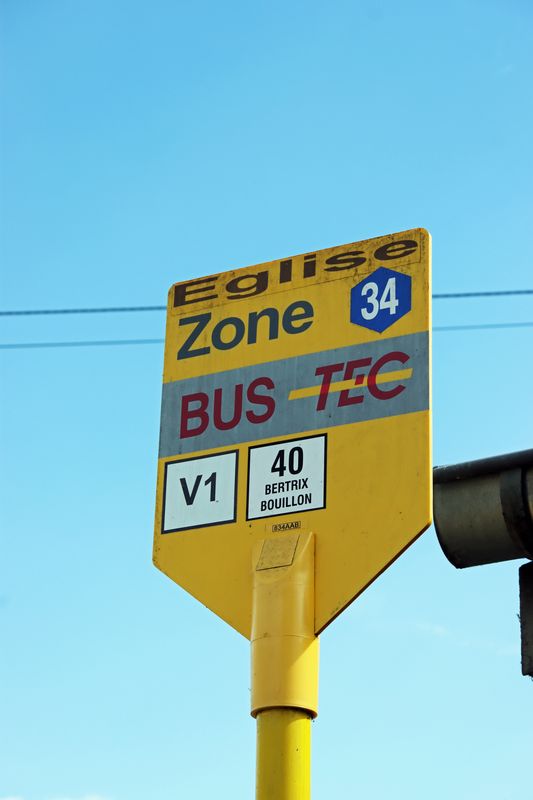 Eglise
Zone 34
BUS TEC
V1
40
BERTRIX
BOUILLON
834AAB